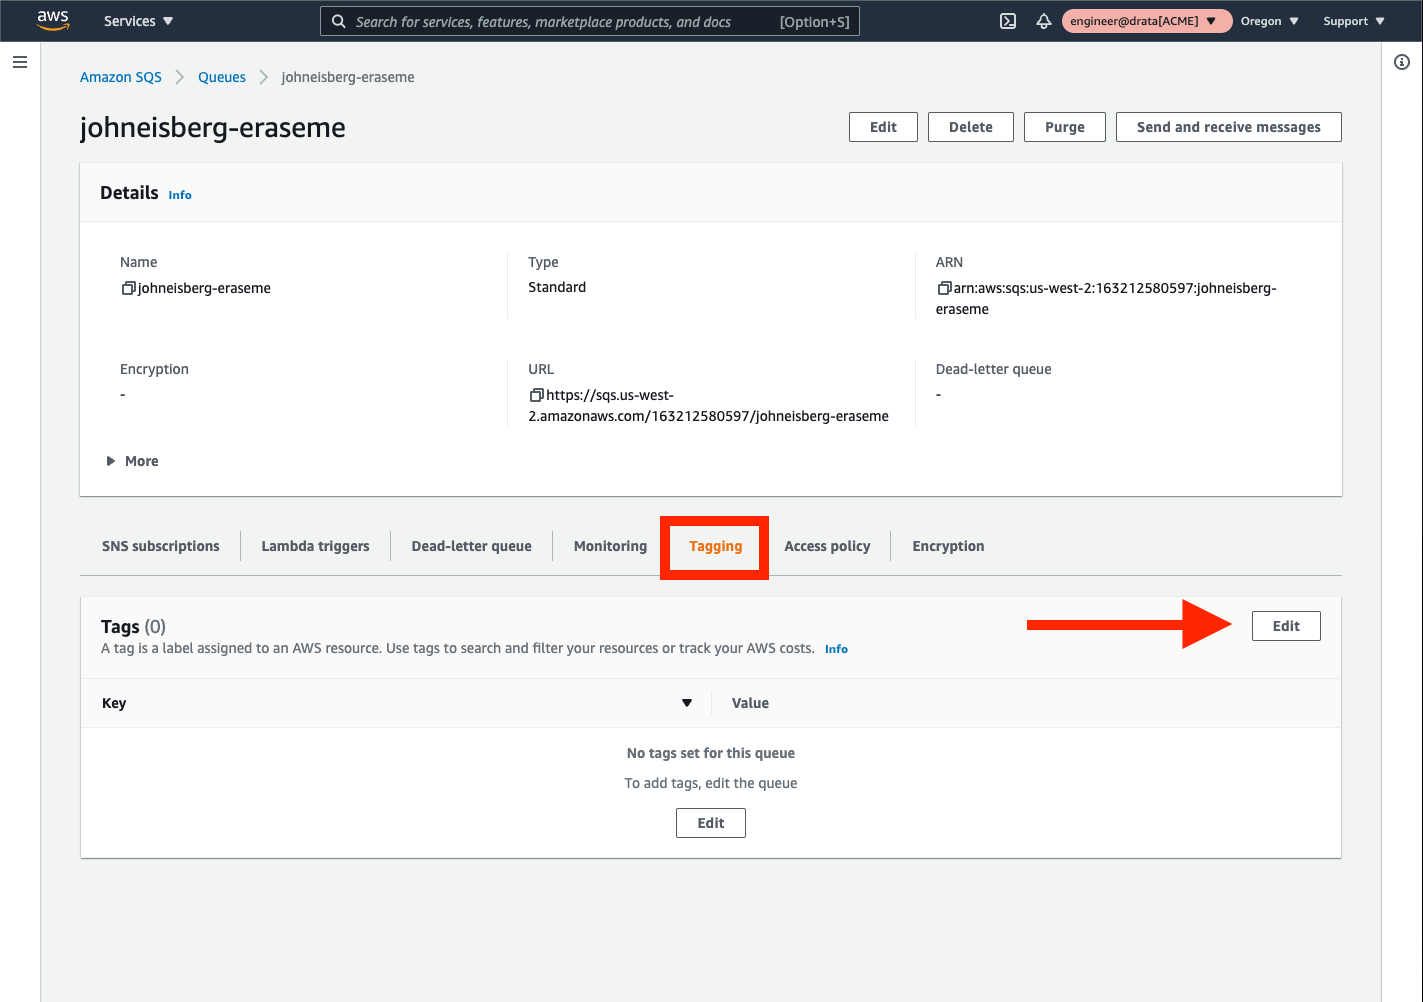 aws
Services ▼
Search for services, features, marketplace products, and docs [Option+S]
engineer@drata[ACME] ▼
Oregon ▼
Support ▼
Amazon SQS > Queues > johneisberg-eraseme
johneisberg-eraseme
Edit
Delete
Purge
Send and receive messages
Details Info
Name
johneisberg-eraseme
Type
Standard
ARN
arn:aws:sqs:us-west-2:163212580597:johneisberg-
eraseme
Encryption
-
URL
https://sqs.us-west-
2.amazonaws.com/163212580597/johneisberg-eraseme
Dead-letter queue
-
More
SNS subscriptions
Lambda triggers
Dead-letter queue
Monitoring
Tagging
Access policy
Encryption
Tags (0)
A tag is a label assigned to an AWS resource. Use tags to search and filter your resources or track your AWS costs. Info
Edit
Key
Value
No tags set for this queue
To add tags, edit the queue
Edit